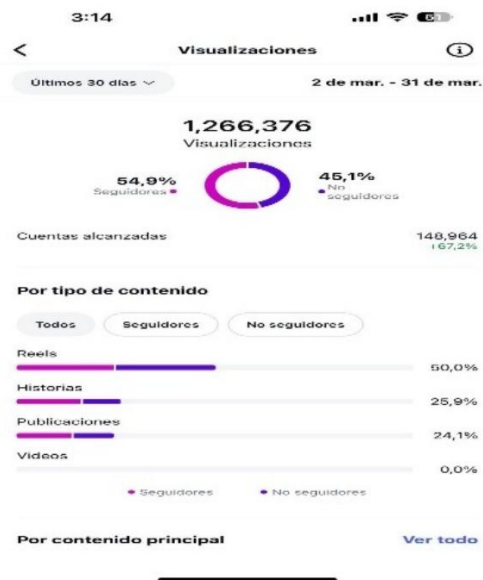 3:14
51
Visualizaciones
Últimos 30 días
2 de mar. - 31 de mar.
1,266,376
Visualizaciones
54,9%
Seguidores
45,1%
No
seguidores
Cuentas alcanzadas
148,964
↑67,2%
Por tipo de contenido
Todos
Seguidores
No seguidores
Reels
50,0%
Historias
25,9%
Publicaciones
24,1%
Videos
0,0%
Seguidores
No seguidores
Por contenido principal
Ver todo